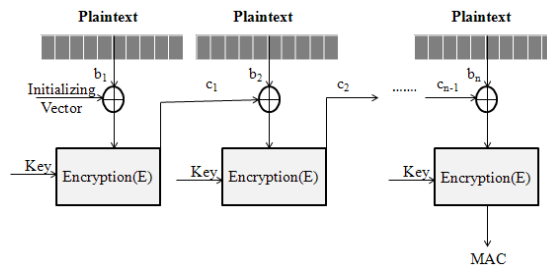 Plaintext Plaintext Plaintext
b1 b2 bn
Initializing
Vector
c1 c2 ....... cn-1
Key Encryption(E) Key Encryption(E) Key Encryption(E)
MAC